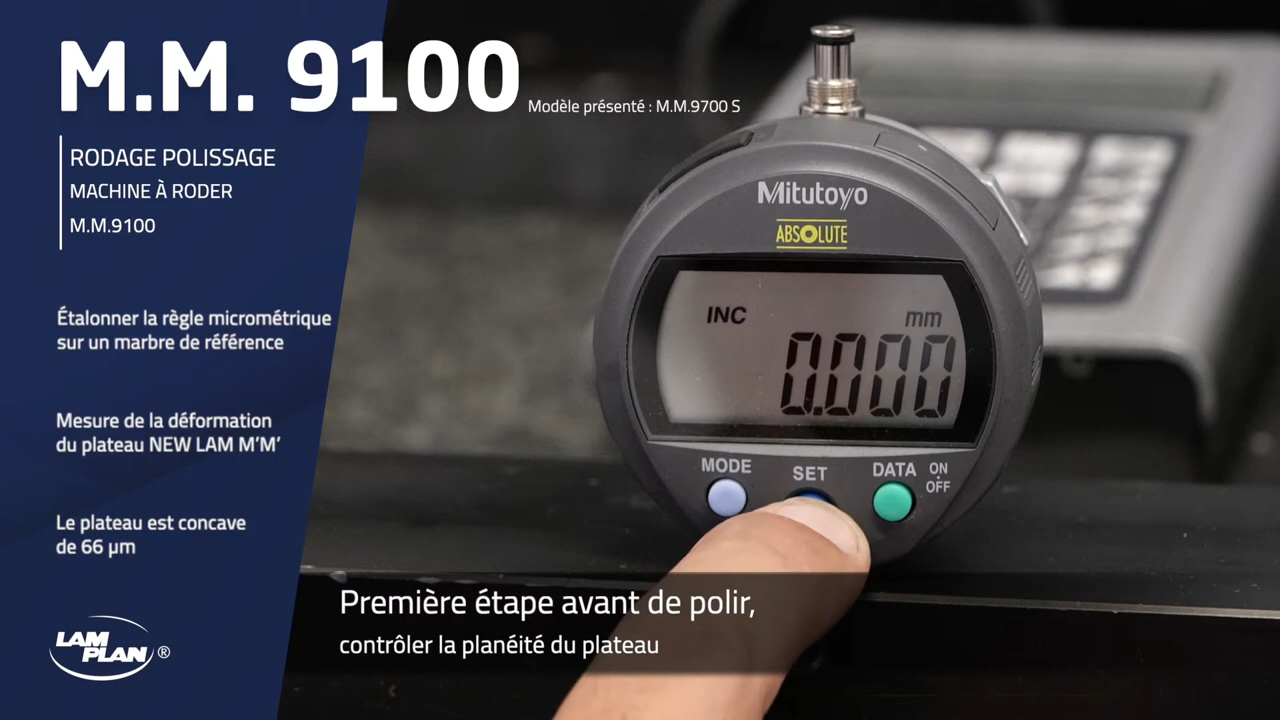 M.M. 9100
Modèle présenté : M.M.9700 S
RODAGE POLISSAGE
MACHINE À RODER
M.M.9100
Étalonner la règle micrométrique
sur un marbre de référence
Mesure de la déformation
du plateau NEW LAM M'M'
Le plateau est concave
de 66 µm
LAM
PLAN ®
Mitutoyo
ABSOLUTE
INC mm
0.000
MODE SET DATA ON
OFF
Première étape avant de polir,
contrôler la planéité du plateau